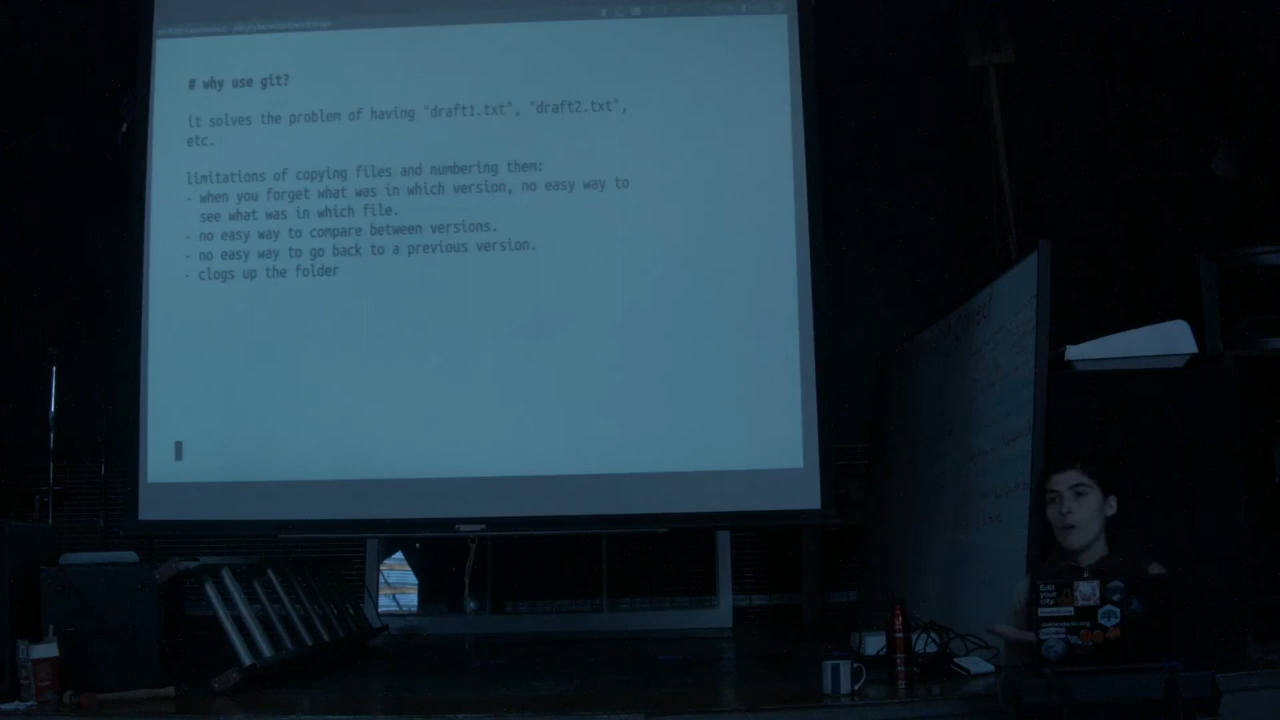 # why use git?
it solves the problem of having "draft1.txt", "draft2.txt",
etc.
limitations of copying files and numbering them:
- when you forget what was in which version, no easy way to
see what was in which file.
- no easy way to compare between versions.
- no easy way to go back to a previous version.
- clogs up the folder
Edit
your
city.